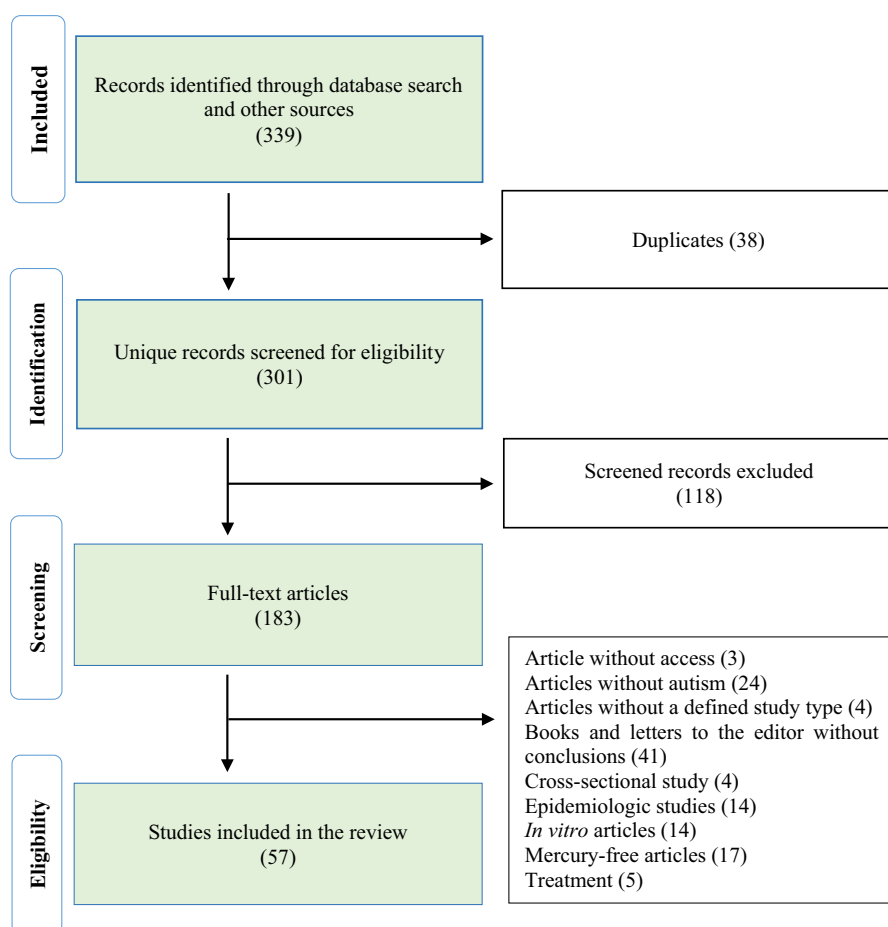 Included
Records identified through database search
and other sources
(339)
Duplicates (38)
Identification
Unique records screened for eligibility
(301)
Screened records excluded
(118)
Screening
Full-text articles
(183)
Article without access (3)
Articles without autism (24)
Articles without a defined study type (4)
Books and letters to the editor without
conclusions (41)
Cross-sectional study (4)
Epidemiologic studies (14)
In vitro articles (14)
Mercury-free articles (17)
Treatment (5)
Eligibility
Studies included in the review
(57)